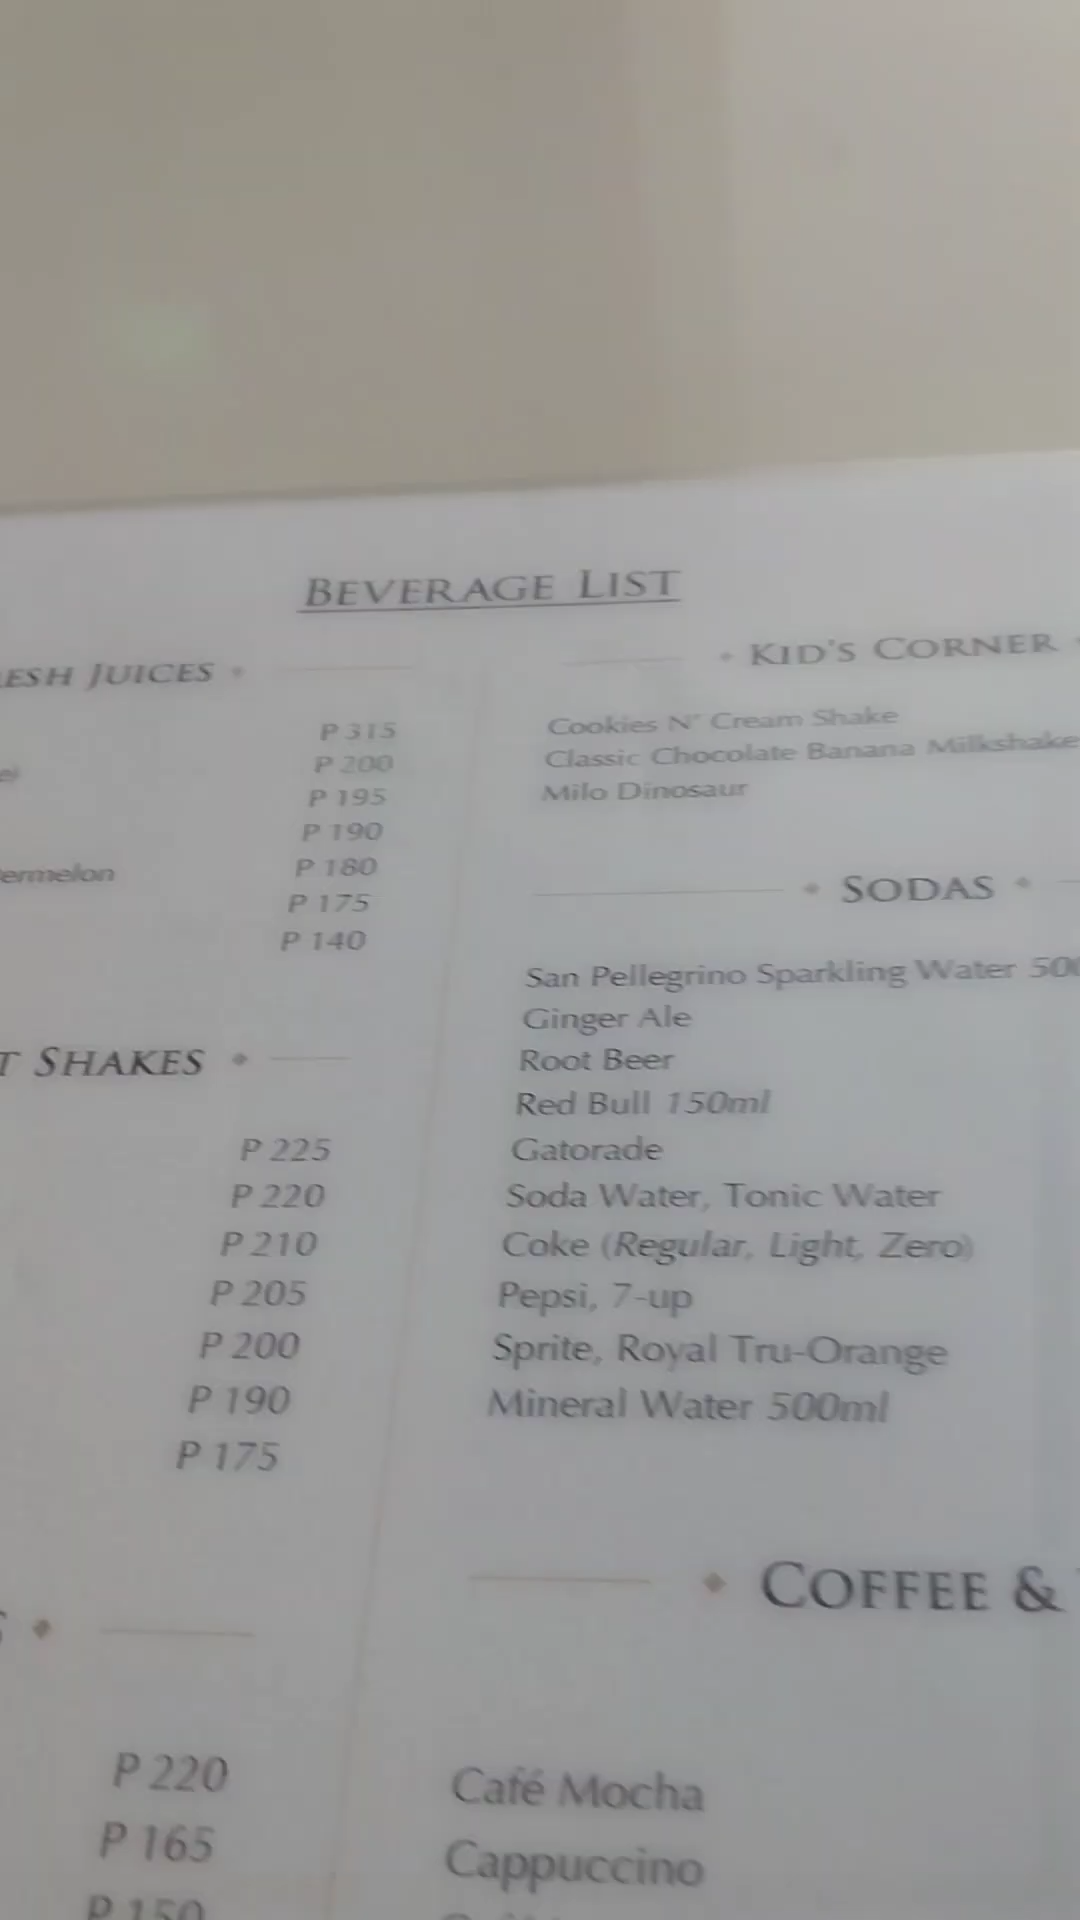 BEVERAGE LIST
JUICES
P 315
P 200
P 195
P 190
ermelon P 180
P 175
P 140
SHAKES
P 225
P 220
P 210
P 205
P 200
P 190
P 175
P 220
P 165
P 150
KID'S CORNER
Cookies N' Cream Shake
Classic Chocolate Banana Milkshake
Milo Dinosaur
SODAS
San Pellegrino Sparkling Water 500
Ginger Ale
Root Beer
Red Bull 150ml
Gatorade
Soda Water, Tonic Water
Coke (Regular, Light, Zero)
Pepsi, 7-up
Sprite, Royal Tru-Orange
Mineral Water 500ml
COFFEE &
Café Mocha
Cappuccino